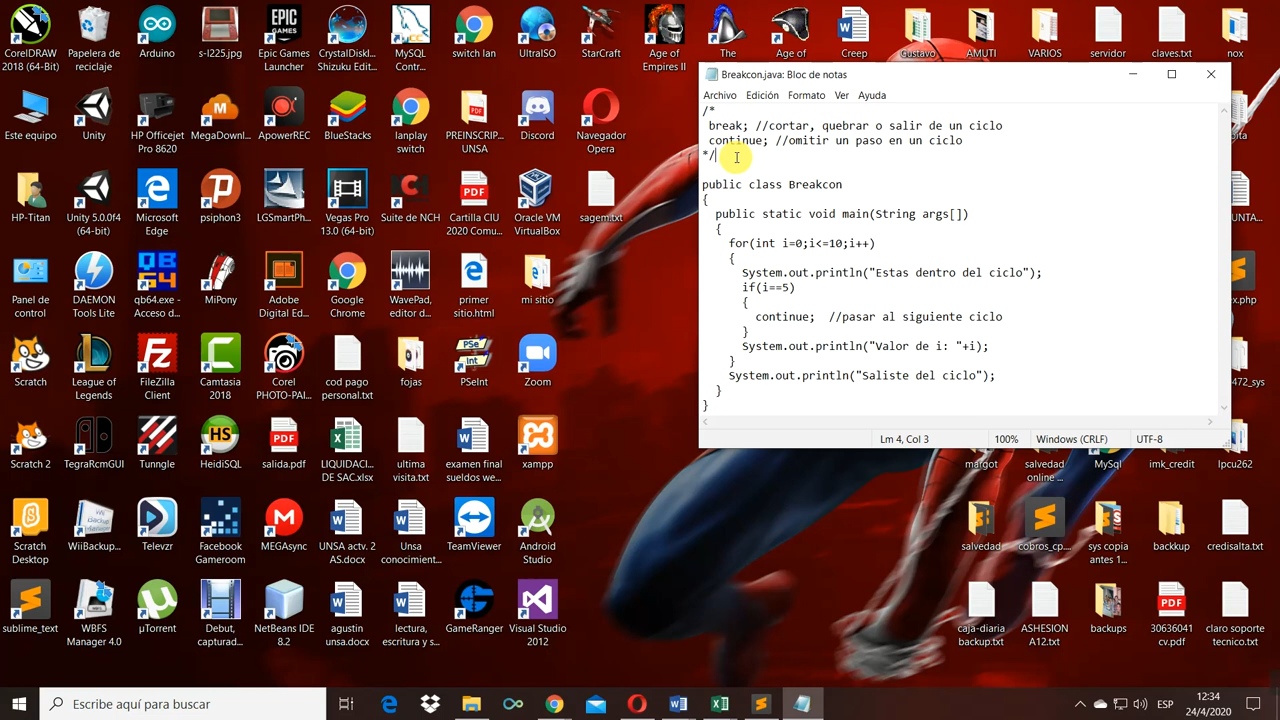 CorelDRAW 2018 (64-Bit)
Papelera de reciclaje
Arduino
s-l225.jpg
Epic Games Launcher
CrystalDiskI... Shizuku Edit...
MySQL Contr...
switch lan
UltraISO
StarCraft
Age of Empires II
The
Age of
Creep
Gustavo
AMUTI
VARIOS
servidor
claves.txt
nox
Este equipo
Unity
HP Officejet Pro 8620
MegaDownl...
ApowerREC
BlueStacks
lanplay switch
PREINSCRIP... UNSA
Discord
Navegador Opera
HP-Titan
Unity 5.0.0f4 (64-bit)
Microsoft Edge
psiphon3
LGSmartPh...
Vegas Pro 13.0 (64-bit)
Suite de NCH
Cartilla CIU 2020 Comu...
Oracle VM VirtualBox
sagem.txt
Panel de control
DAEMON Tools Lite
qb64.exe - Acceso d...
MiPony
Adobe Digital Ed...
Google Chrome
WavePad, editor d...
primer sitio.html
mi sitio
Scratch
League of Legends
FileZilla Client
Camtasia 2018
Corel PHOTO-PAI...
cod pago personal.txt
fojas
PSeInt
Zoom
Scratch 2
TegraRcmGUI
Tunngle
HeidiSQL
salida.pdf
LIQUIDACI... DE SAC.xlsx
ultima visita.txt
examen final sueldos we...
xampp
Scratch Desktop
WiiBackup...
Televzr
Facebook Gameroom
MEGAsync
UNSA actv. 2 AS.docx
Unsa conocimient...
TeamViewer
Android Studio
sublime_text
WBFS Manager 4.0
µTorrent
Debut, capturad...
NetBeans IDE 8.2
agustin unsa.docx
lectura, escritura y s...
GameRanger
Visual Studio 2012
Breakcon.java: Bloc de notas
Archivo Edición Formato Ver Ayuda
/*
break; //cortar, quebrar o salir de un ciclo
continue; //omitir un paso en un ciclo
*/
public class Breakcon
{
public static void main(String args[])
{
for(int i=0;i<=10;i++)
{
System.out.println("Estas dentro del ciclo");
if(i==5)
{
continue; //pasar al siguiente ciclo
}
System.out.println("Valor de i: "+i);
}
System.out.println("Saliste del ciclo");
}
}
Lm 4, Col 3 100% Windows (CRLF) UTF-8
margot
salvedad online ...
MySql
imk_credit
lpcu262
salvedad
cobros_cp....
sys copia antes 1...
backkup
credisalta.txt
caja-diaria backup.txt
ASHESION A12.txt
backups
30636041 cv.pdf
claro soporte tecnico.txt
Escribe aquí para buscar
ESP
12:34
24/4/2020